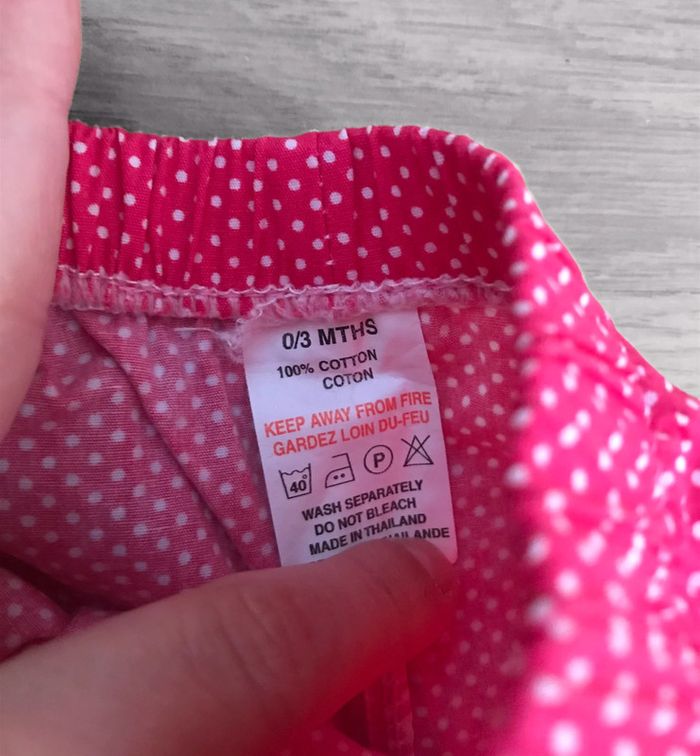 0/3 MTHS
100% COTTON
COTON
KEEP AWAY FROM FIRE
GARDEZ LOIN DU-FEU
40 P
WASH SEPARATELY
DO NOT BLEACH
MADE IN THAILAND